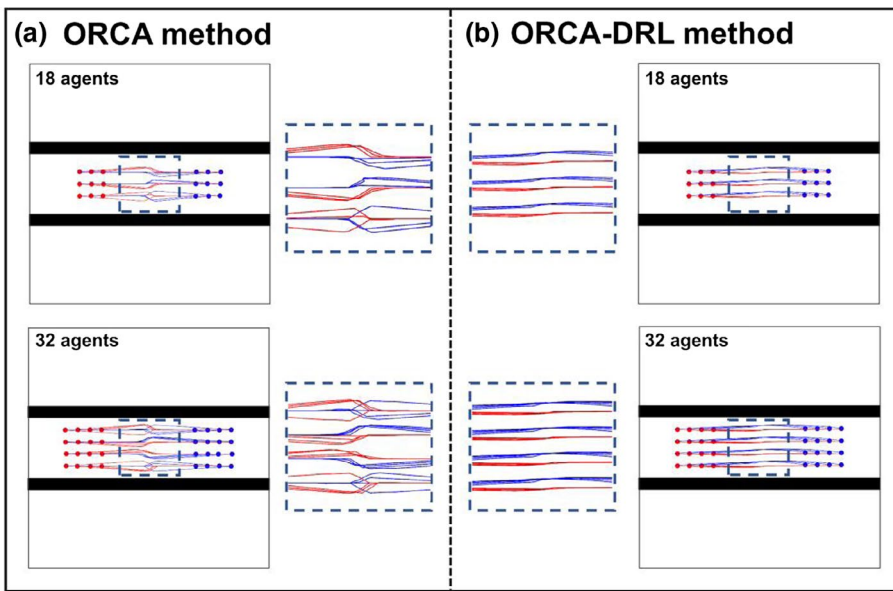 (a) ORCA method
(b) ORCA-DRL method
18 agents
18 agents
32 agents
32 agents